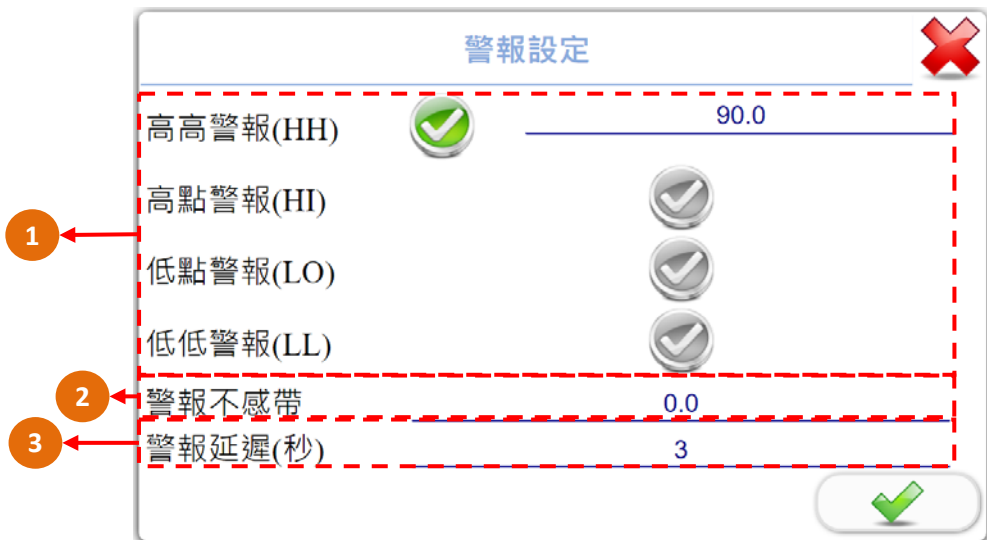 警報設定
高高警報(HH) 90.0
高點警報(HI)
1
低點警報(LO)
低低警報(LL)
2 警報不感帶 0.0
3 警報延遲(秒) 3